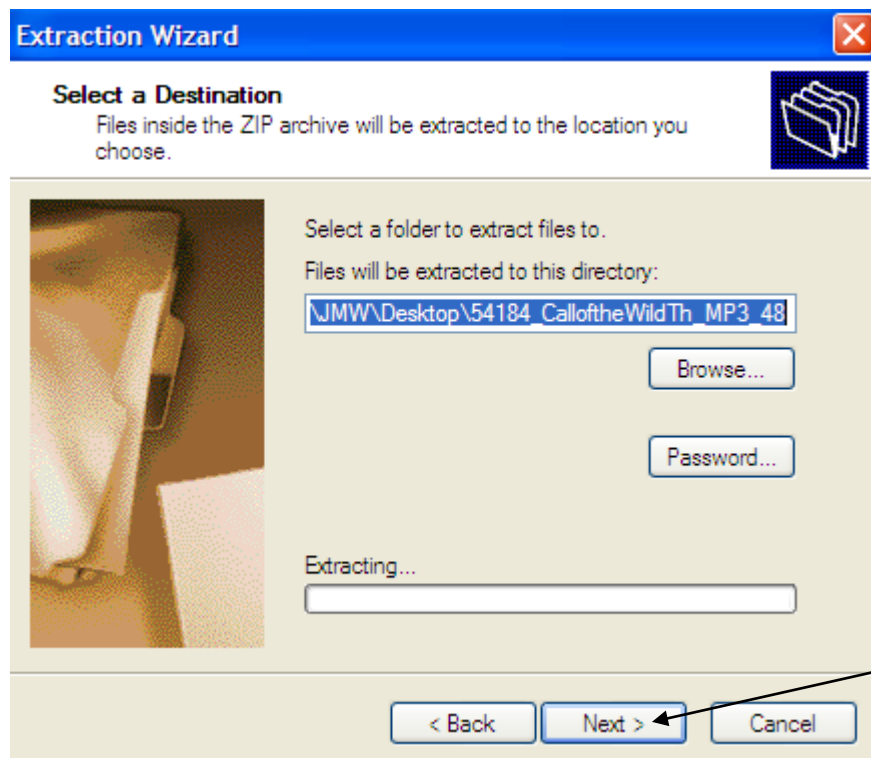 Extraction Wizard
Select a Destination
Files inside the ZIP archive will be extracted to the location you
choose.
Select a folder to extract files to.
Files will be extracted to this directory:
\JMW\Desktop\54184_CalloftheWildTh_MP3_48
Browse...
Password...
Extracting...
< Back Next > Cancel